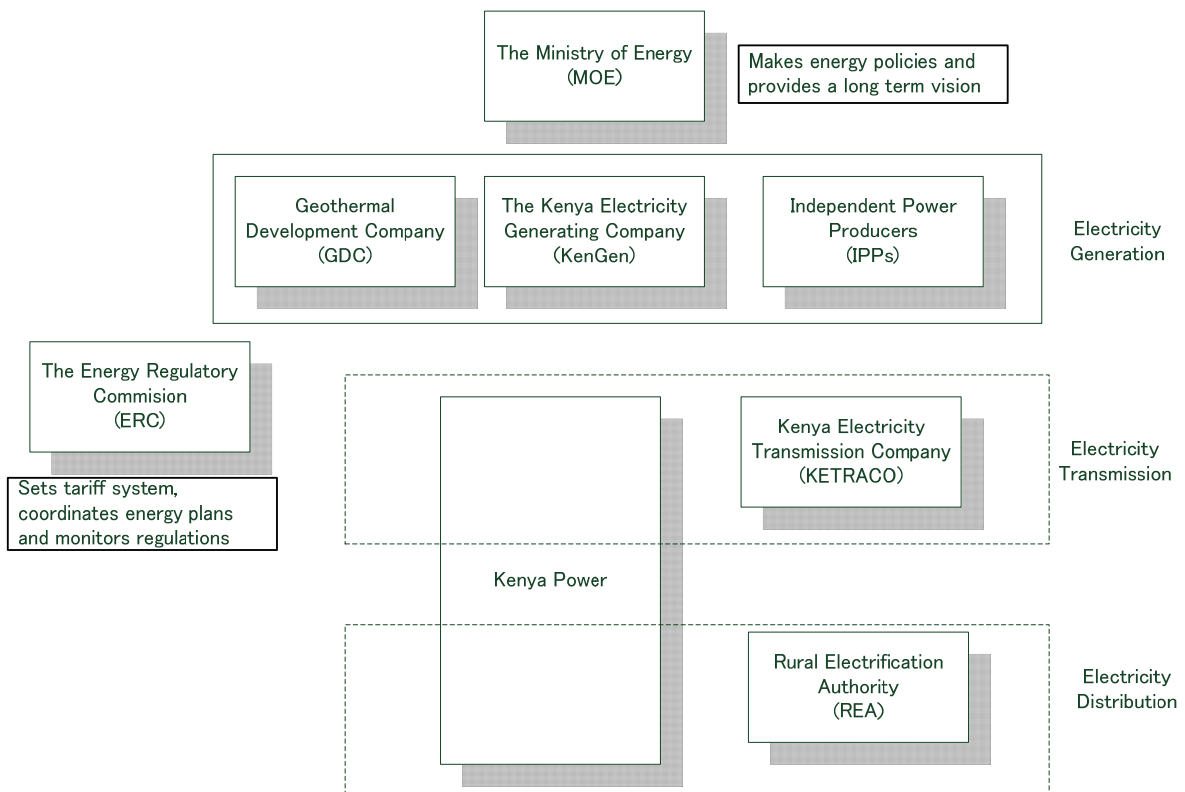 The Ministry of Energy
(MOE)
Makes energy policies and
provides a long term vision
Geothermal
Development Company
(GDC)
The Kenya Electricity
Generating Company
(KenGen)
Independent Power
Producers
(IPPs)
Electricity
Generation
The Energy Regulatory
Commision
(ERC)
Sets tariff system,
coordinates energy plans
and monitors regulations
Kenya Electricity
Transmission Company
(KETRACO)
Electricity
Transmission
Kenya Power
Rural Electrification
Authority
(REA)
Electricity
Distribution